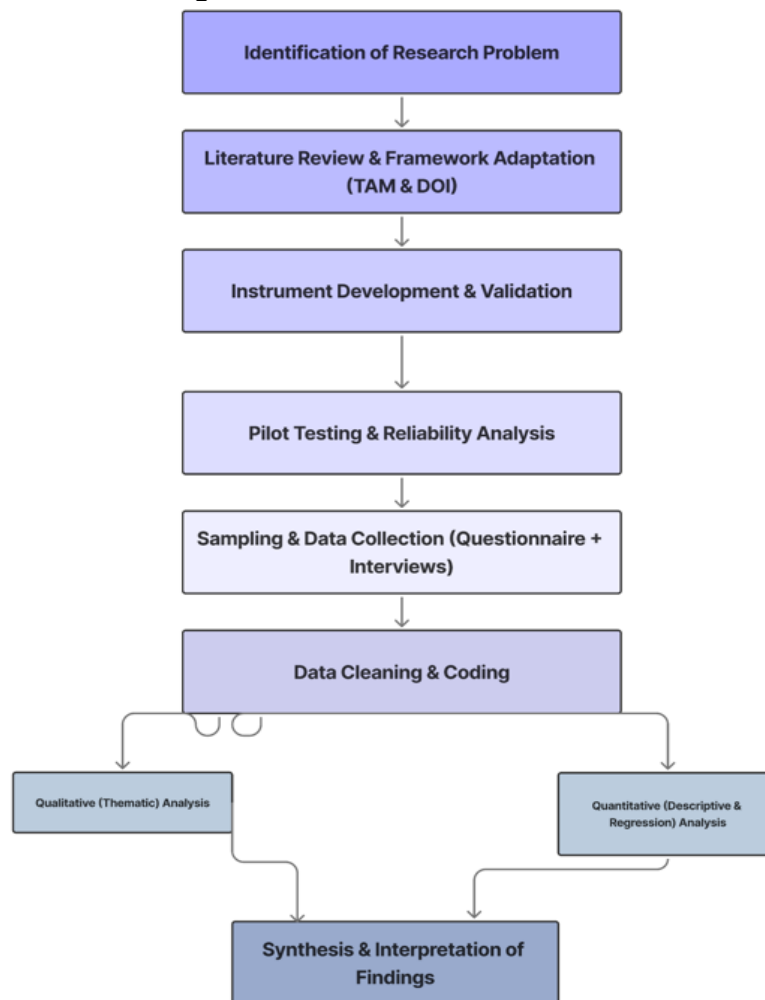 Identification of Research Problem
Literature Review & Framework Adaptation
(TAM & DOI)
Instrument Development & Validation
Pilot Testing & Reliability Analysis
Sampling & Data Collection (Questionnaire +
Interviews)
Data Cleaning & Coding
Qualitative (Thematic) Analysis
Quantitative (Descriptive &
Regression) Analysis
Synthesis & Interpretation of
Findings